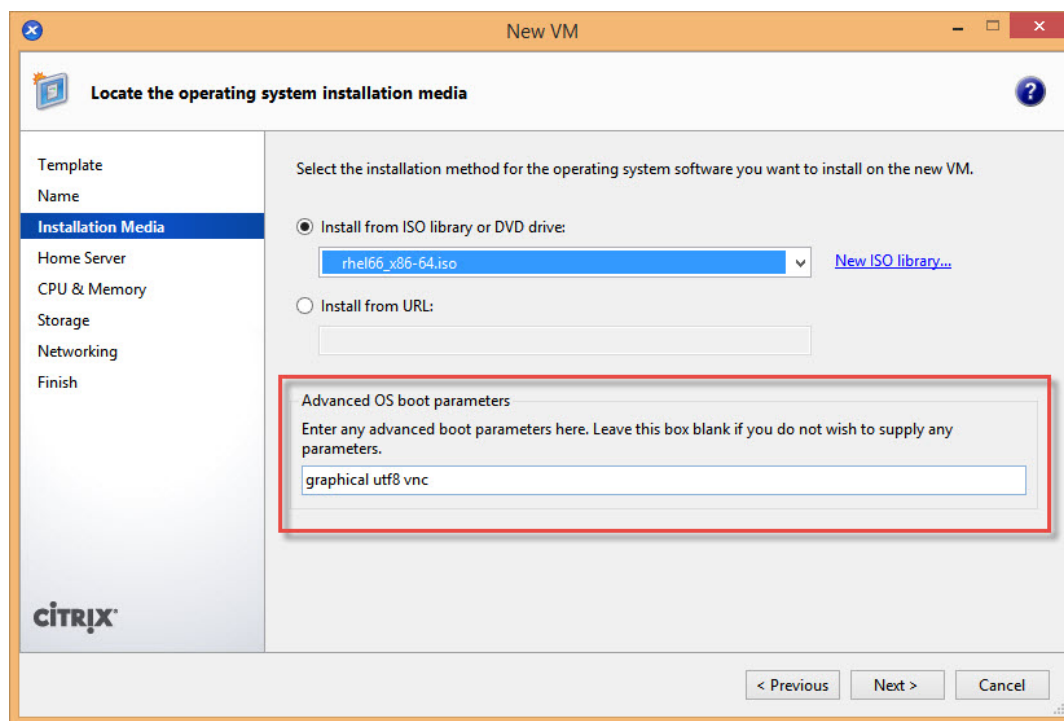 New VM
Locate the operating system installation media
Template
Name
Installation Media
Home Server
CPU & Memory
Storage
Networking
Finish
CİTRIX
Select the installation method for the operating system software you want to install on the new VM.
Install from ISO library or DVD drive:
rhel66_x86-64.iso
New ISO library...
Install from URL:
Advanced OS boot parameters
Enter any advanced boot parameters here. Leave this box blank if you do not wish to supply any
parameters.
graphical utf8 vnc
< Previous
Next >
Cancel